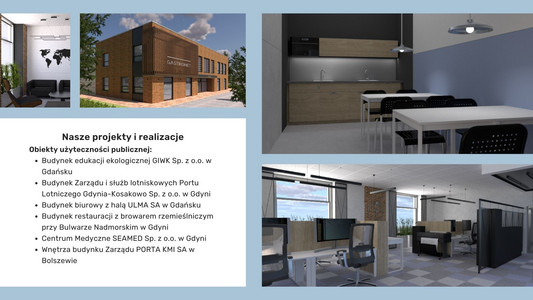 GASTRONOMIA
Nasze projekty i realizacje
Obiekty użyteczności publicznej:
• Budynek edukacji ekologicznej GIWK Sp. z o.o. w
Gdańsku
• Budynek Zarządu i służb lotniskowych Portu
Lotniczego Gdynia-Kosakowo Sp. z o.o. w Gdyni
• Budynek biurowy z halą ULMA SA w Gdańsku
• Budynek restauracji z browarem rzemieślniczym
przy Bulwarze Nadmorskim w Gdyni
• Centrum Medyczne SEAMED Sp. z o.o. w Gdyni
• Wnętrza budynku Zarządu PORTA KMI SA w
Bolszewie